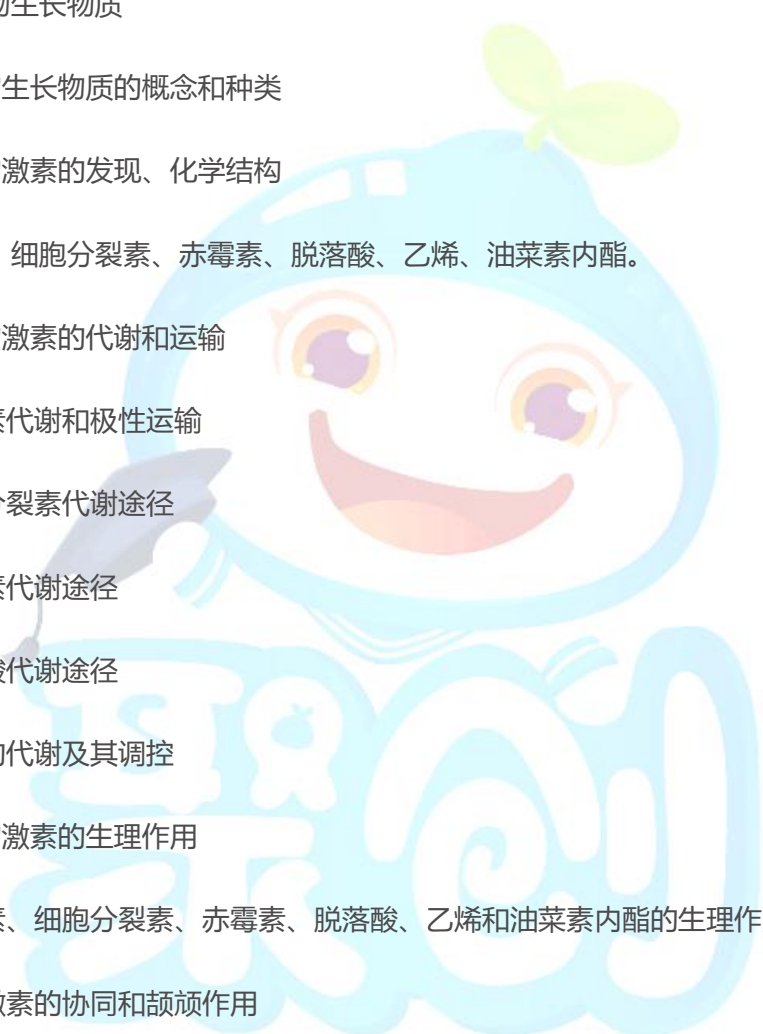 生长物质
生长物质的概念和种类
激素的发现、化学结构
细胞分裂素、赤霉素、脱落酸、乙烯、油菜素内酯。
激素的代谢和运输
素代谢和极性运输
分裂素代谢途径
素代谢途径
酸代谢途径
的代谢及其调控
激素的生理作用
素、细胞分裂素、赤霉素、脱落酸、乙烯和油菜素内酯的生理作
激素的协同和颉颃作用
聚创